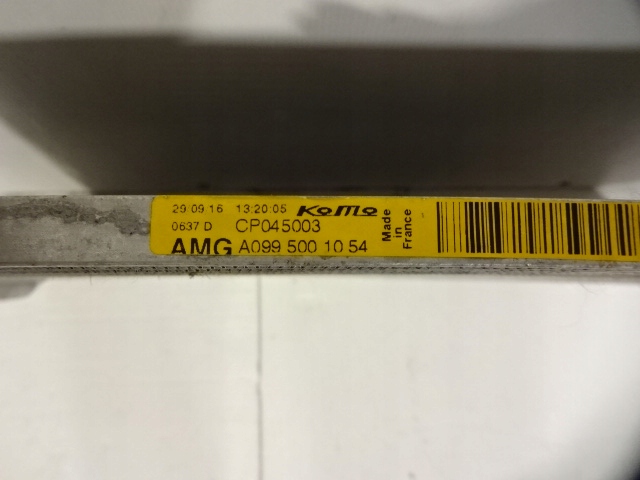 29.09.16 13:20:05 KoMo
0637 D CP045003
AMG A099 500 10 54
Made in France